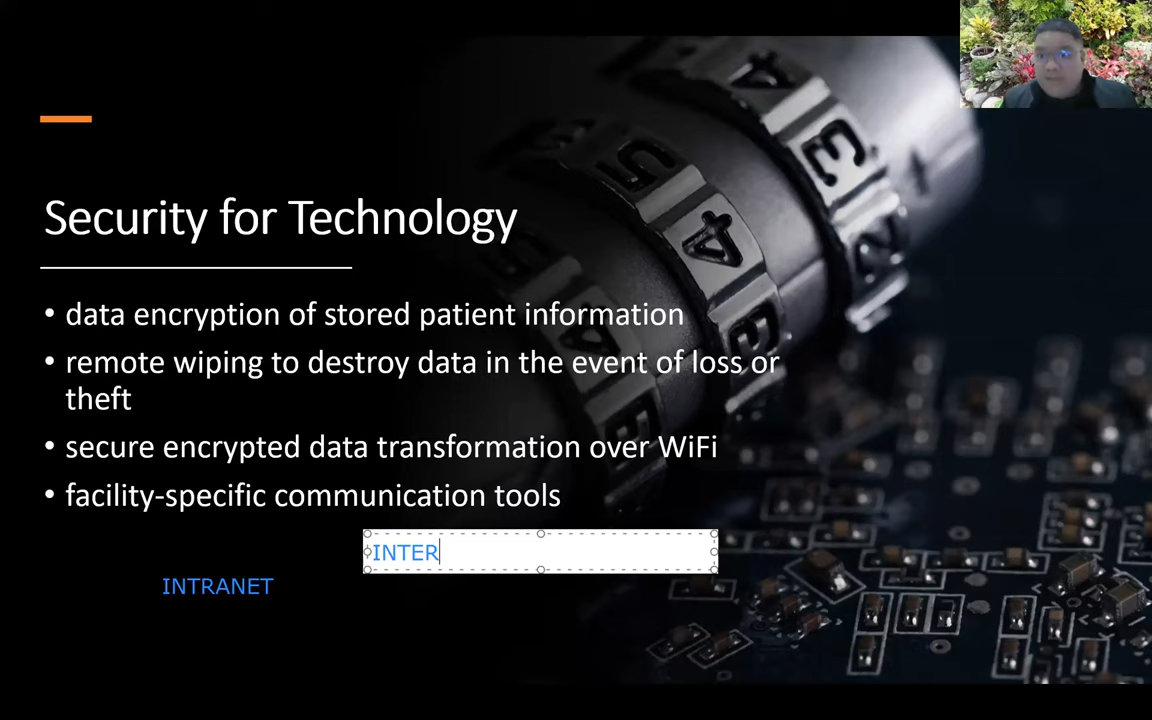 Security for Technology
• data encryption of stored patient information
• remote wiping to destroy data in the event of loss or
theft
• secure encrypted data transformation over WiFi
• facility-specific communication tools
INTER
INTRANET